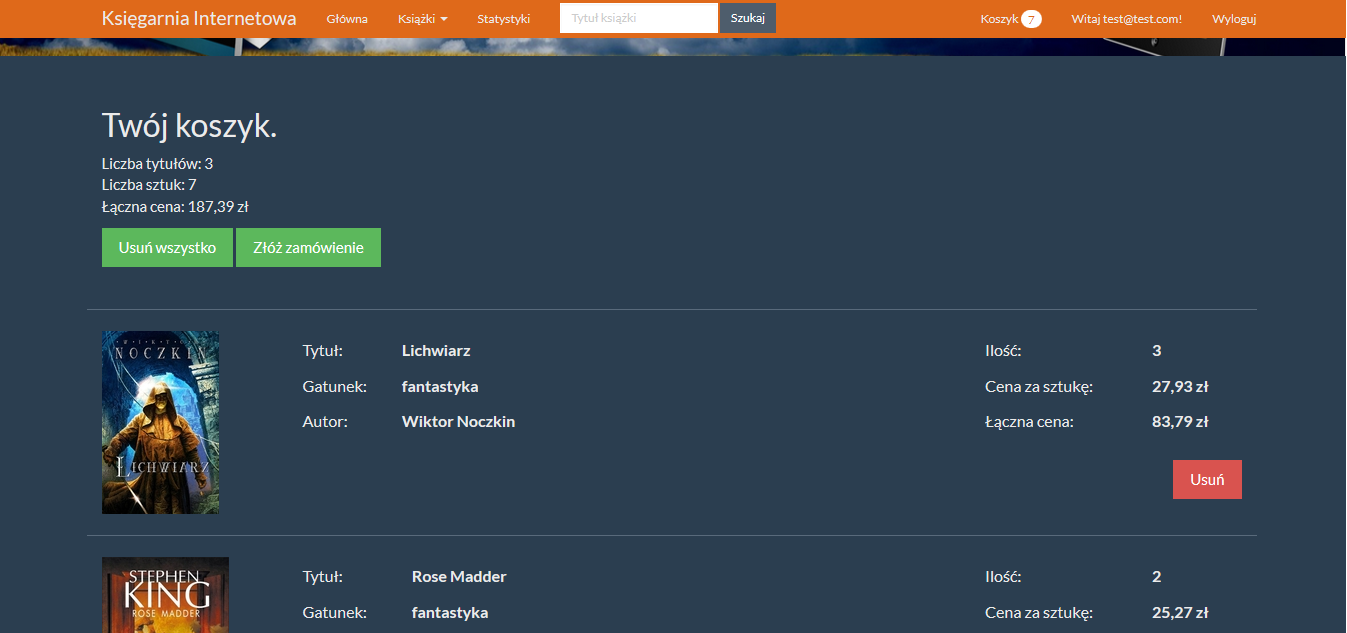 Księgarnia Internetowa Główna Książki Statystyki Tytuł książki Szukaj Koszyk 7 Witaj test@test.com! Wyloguj
Twój koszyk.
Liczba tytułów: 3
Liczba sztuk: 7
Łączna cena: 187,39 zł
Usuń wszystko Złóż zamówienie
WIKTOR
NOCZKIN
LICHWIARZ
Tytuł: Lichwiarz
Gatunek: fantastyka
Autor: Wiktor Noczkin
Ilość: 3
Cena za sztukę: 27,93 zł
Łączna cena: 83,79 zł
Usuń
STEPHEN
KING
ROSE MADDER
Tytuł: Rose Madder
Gatunek: fantastyka
Ilość: 2
Cena za sztukę: 25,27 zł